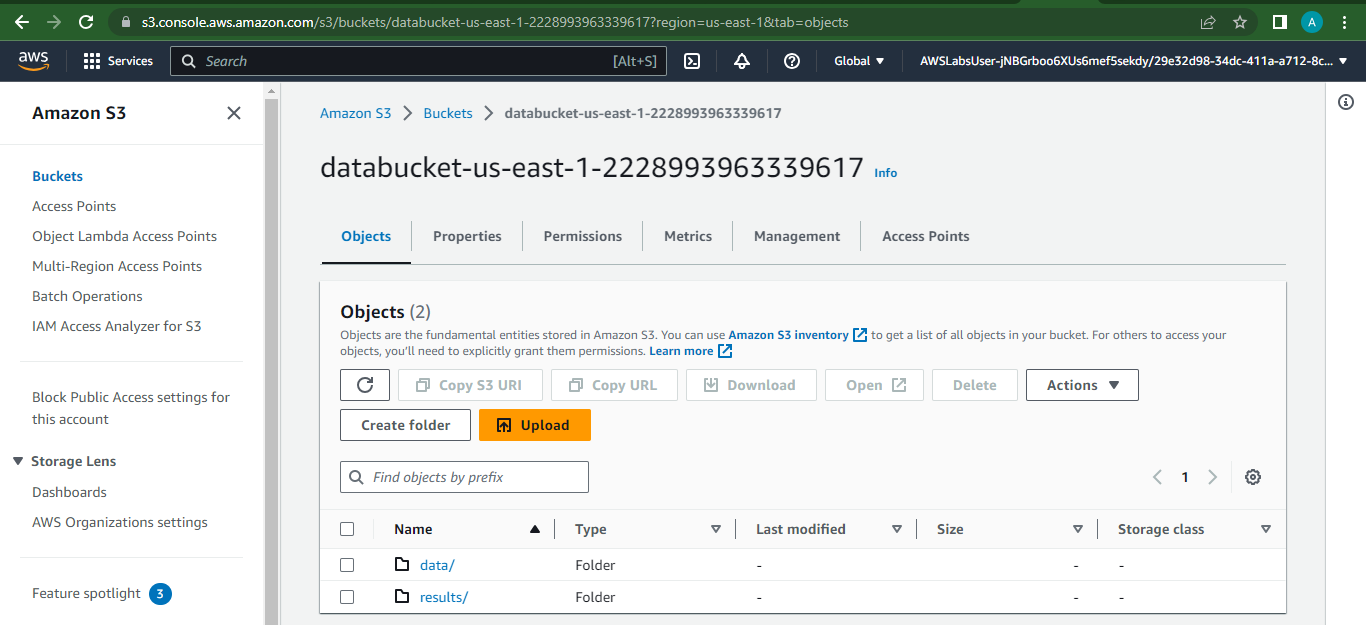 s3.console.aws.amazon.com/s3/buckets/databucket-us-east-1-2228993963339617?region=us-east-1&tab=objects
A
aws
Services
Search
[Alt+S]
Global
AWSLabsUser-jNBGrboo6XUs6mef5sekdy/29e32d98-34dc-411a-a712-8c...
Amazon S3
Buckets
Access Points
Object Lambda Access Points
Multi-Region Access Points
Batch Operations
IAM Access Analyzer for S3
Block Public Access settings for
this account
Storage Lens
Dashboards
AWS Organizations settings
Feature spotlight 3
Amazon S3 > Buckets > databucket-us-east-1-2228993963339617
databucket-us-east-1-2228993963339617 Info
Objects Properties Permissions Metrics Management Access Points
Objects (2)
Objects are the fundamental entities stored in Amazon S3. You can use Amazon S3 inventory to get a list of all objects in your bucket. For others to access your
objects, you'll need to explicitly grant them permissions. Learn more
Copy S3 URI Copy URL Download Open Delete Actions
Create folder Upload
Find objects by prefix
1
Name Type Last modified Size Storage class
data/ Folder - - -
results/ Folder - - -